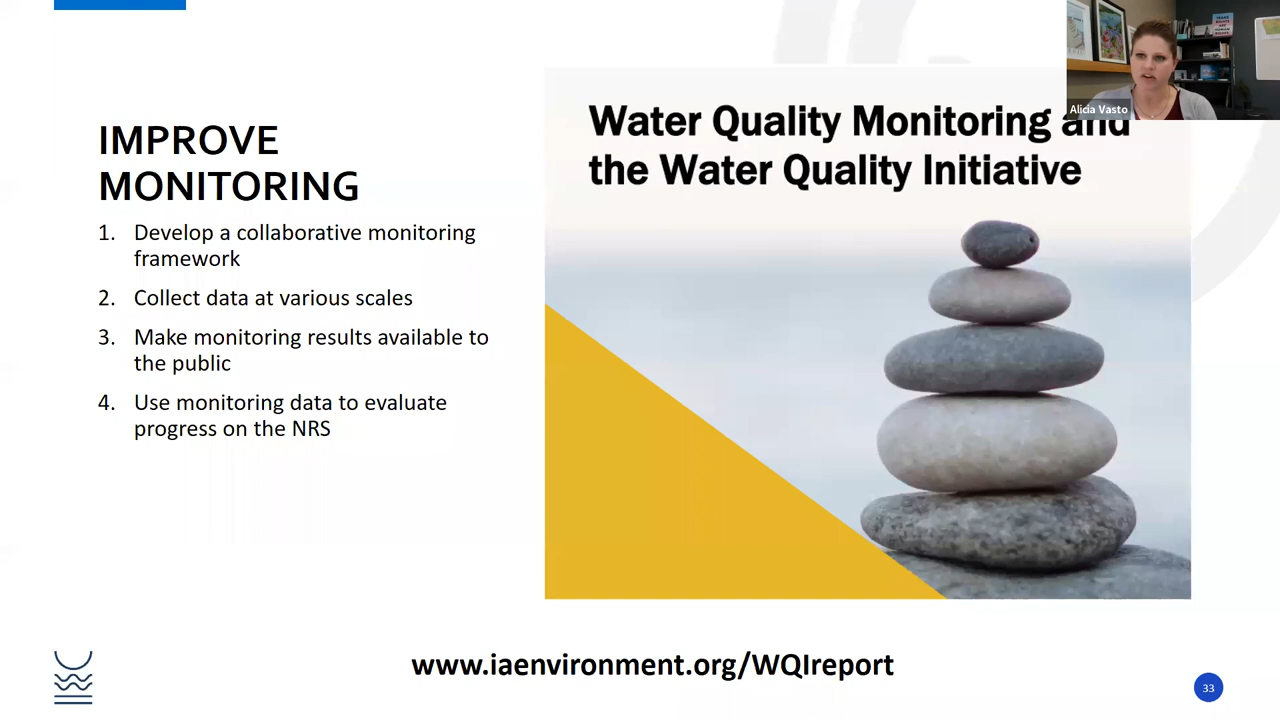 IMPROVE
MONITORING
1. Develop a collaborative monitoring
framework
2. Collect data at various scales
3. Make monitoring results available to
the public
4. Use monitoring data to evaluate
progress on the NRS
Water Quality Monitoring and
the Water Quality Initiative
Alicia Vasto
www.iaenvironment.org/WQIreport
33